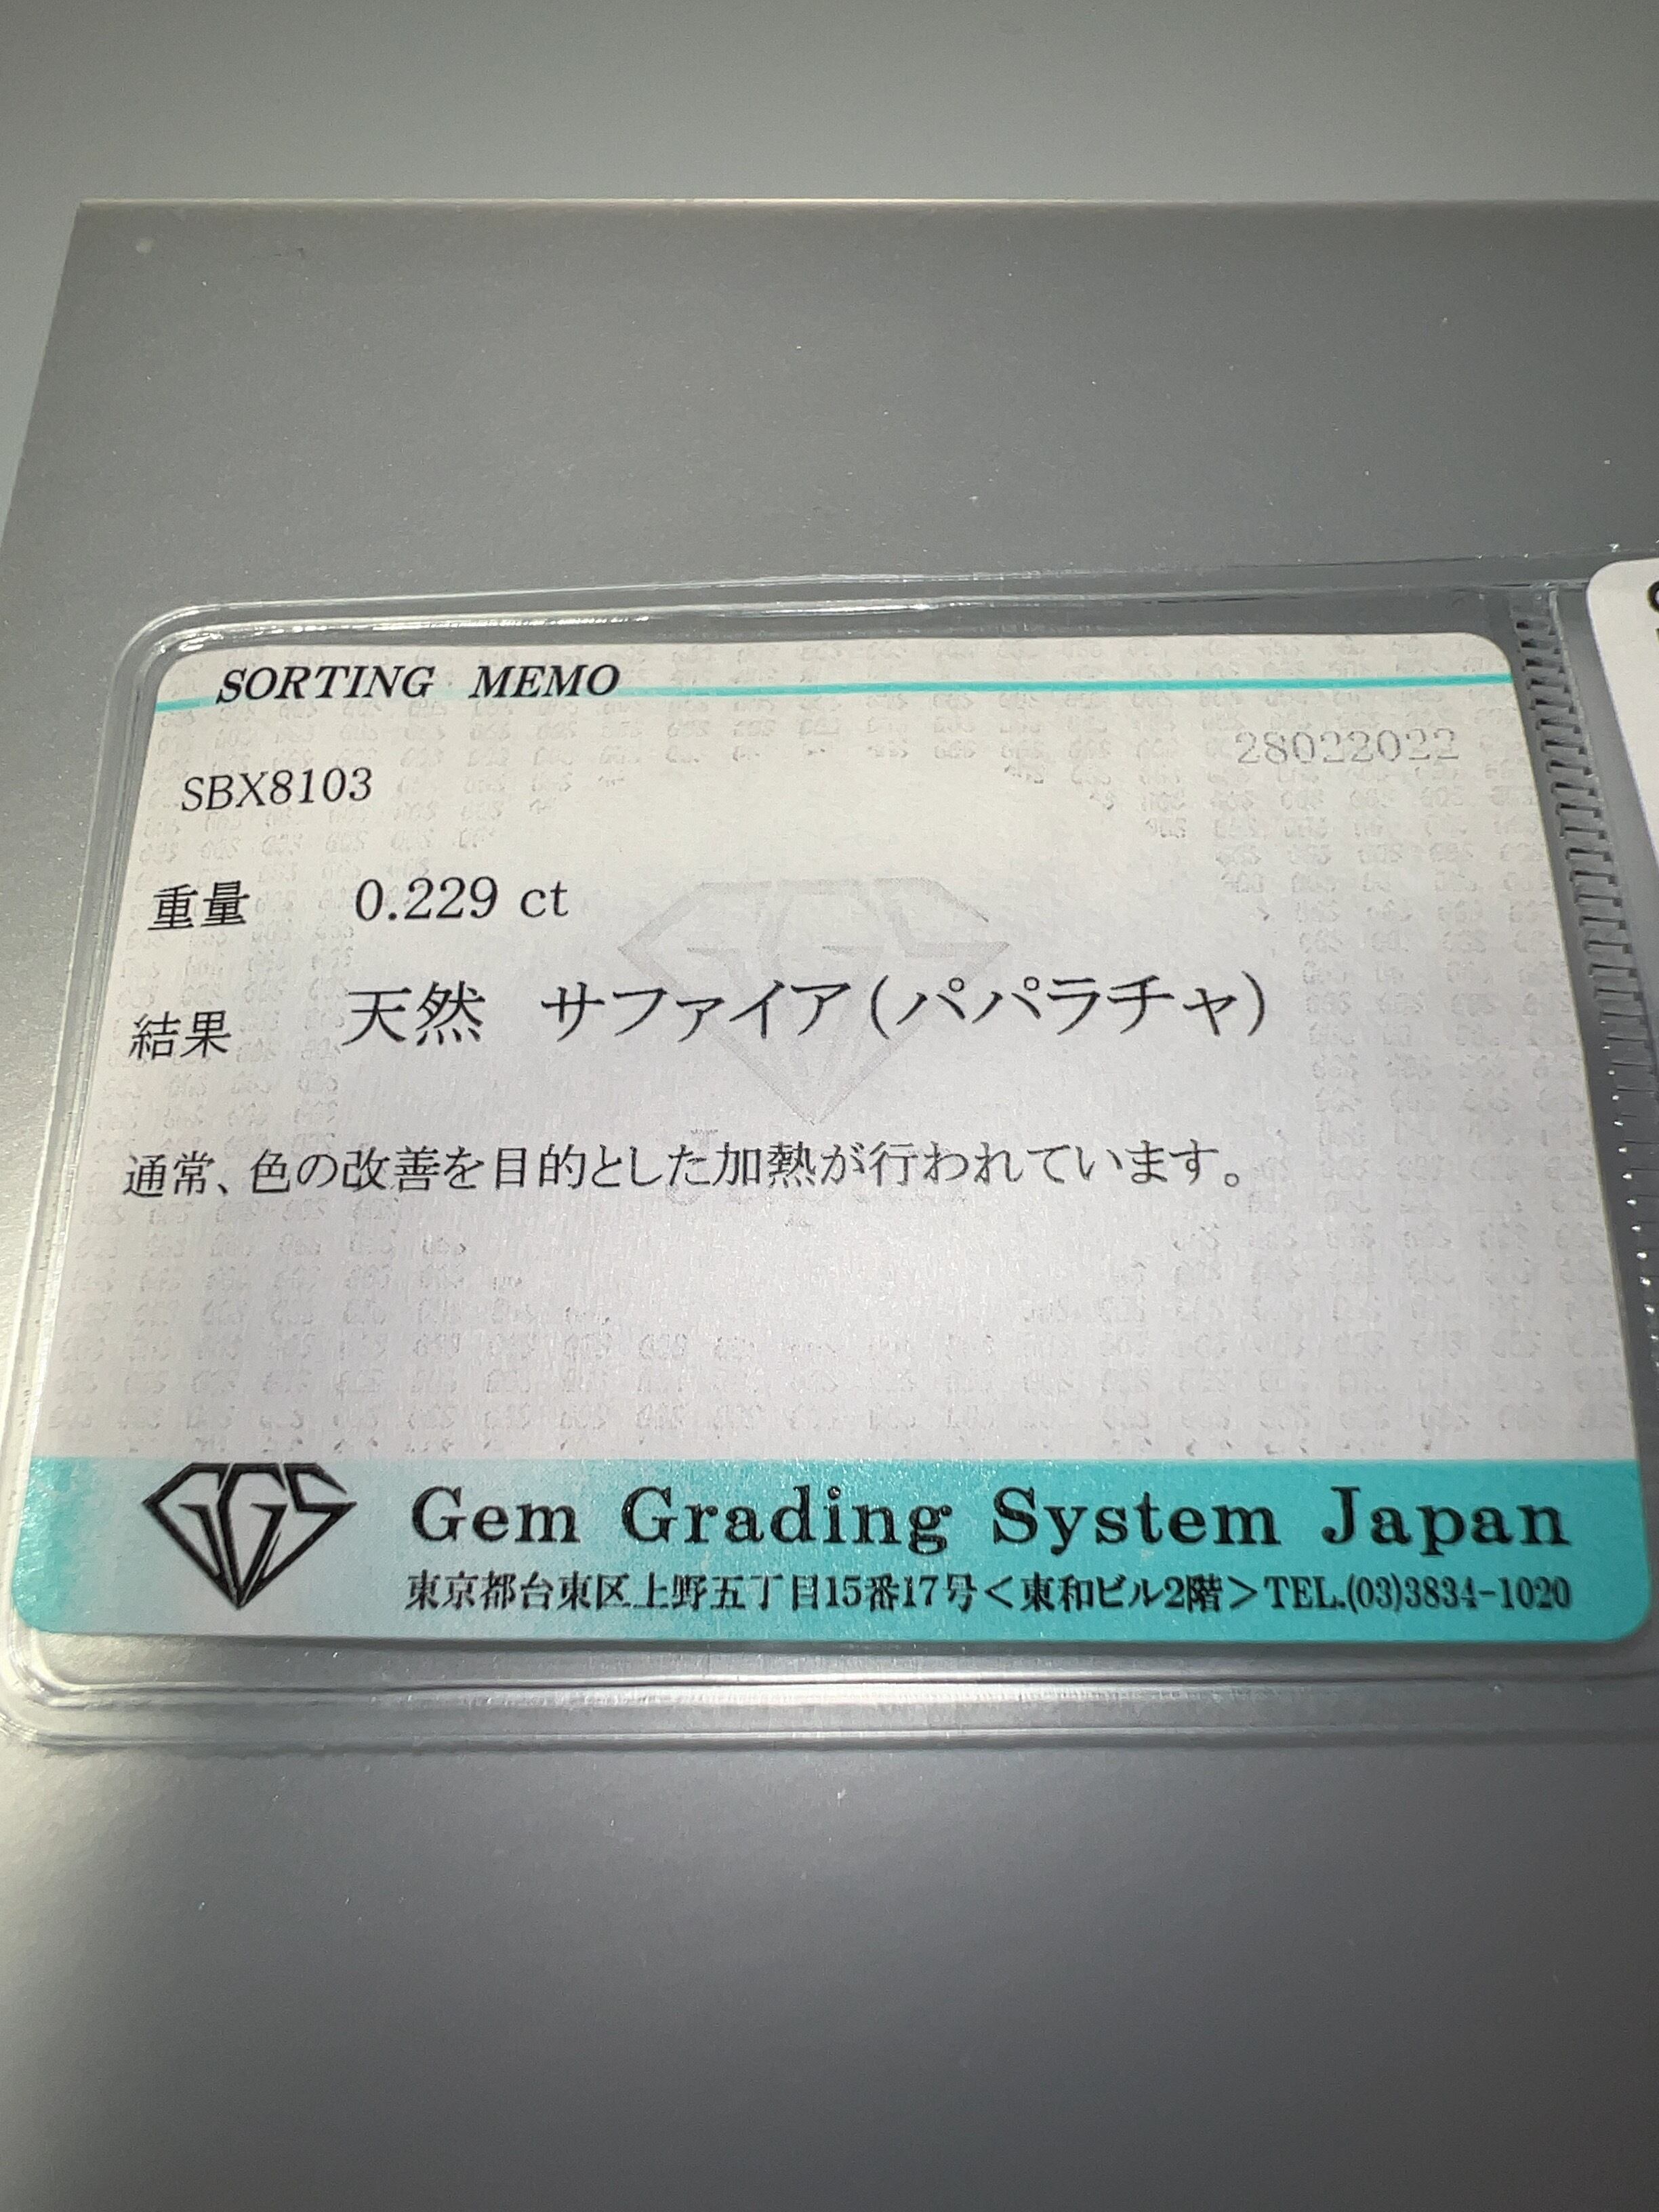 SORTING MEMO
28022022
SBX8103
重量 0.229 ct
結果 天然 サファイア(パパラチャ)
通常、色の改善を目的とした加熱が行われています。
GGS
Gem Grading System Japan
東京都台東区上野五丁目15番17号<東和ビル2階>TEL.(03)3834-1020